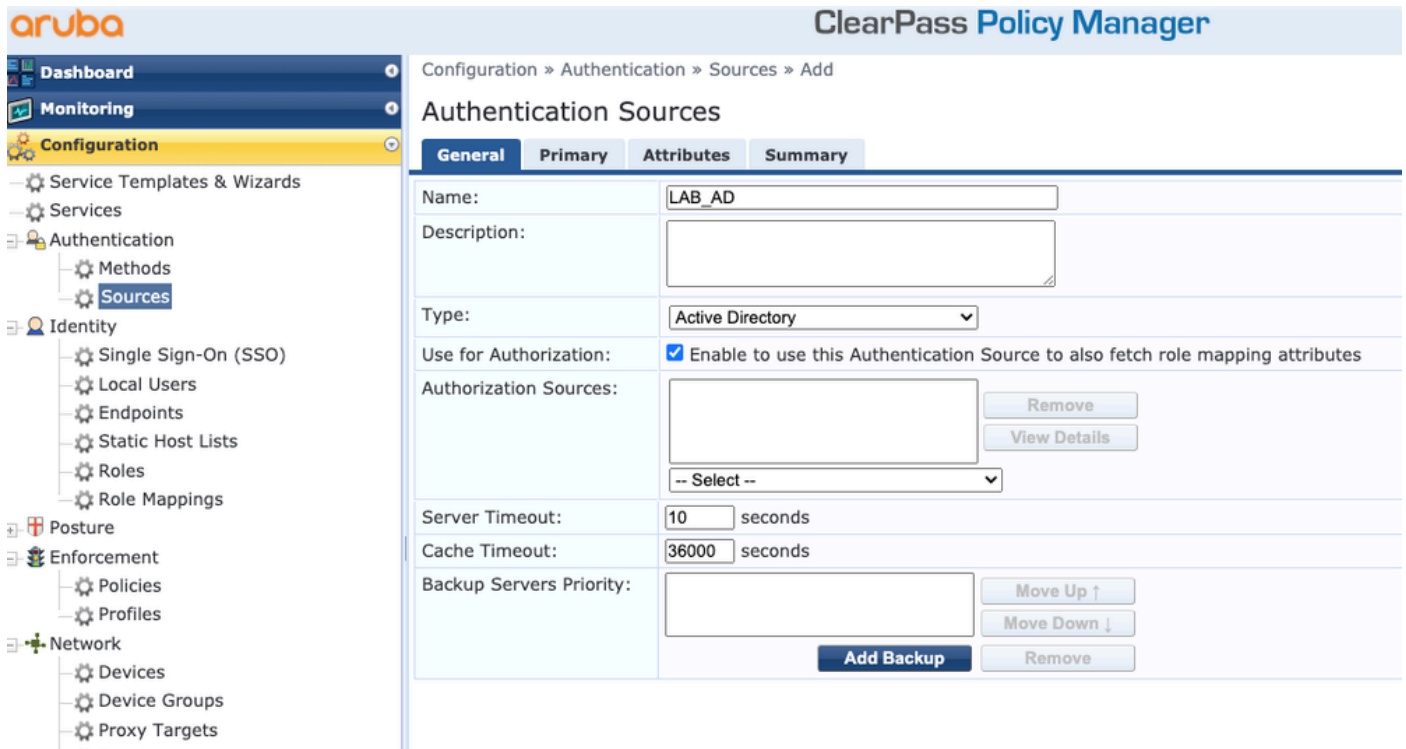 aruba
ClearPass Policy Manager
Dashboard
Monitoring
Configuration
Service Templates & Wizards
Services
Authentication
Methods
Sources
Identity
Single Sign-On (SSO)
Local Users
Endpoints
Static Host Lists
Roles
Role Mappings
Posture
Enforcement
Policies
Profiles
Network
Devices
Device Groups
Proxy Targets
Configuration » Authentication » Sources » Add
Authentication Sources
General Primary Attributes Summary
Name: LAB_AD
Description:
Type: Active Directory
Use for Authorization: Enable to use this Authentication Source to also fetch role mapping attributes
Authorization Sources:
Remove
View Details
-- Select --
Server Timeout: 10 seconds
Cache Timeout: 36000 seconds
Backup Servers Priority:
Move Up ↑
Move Down ↓
Add Backup Remove